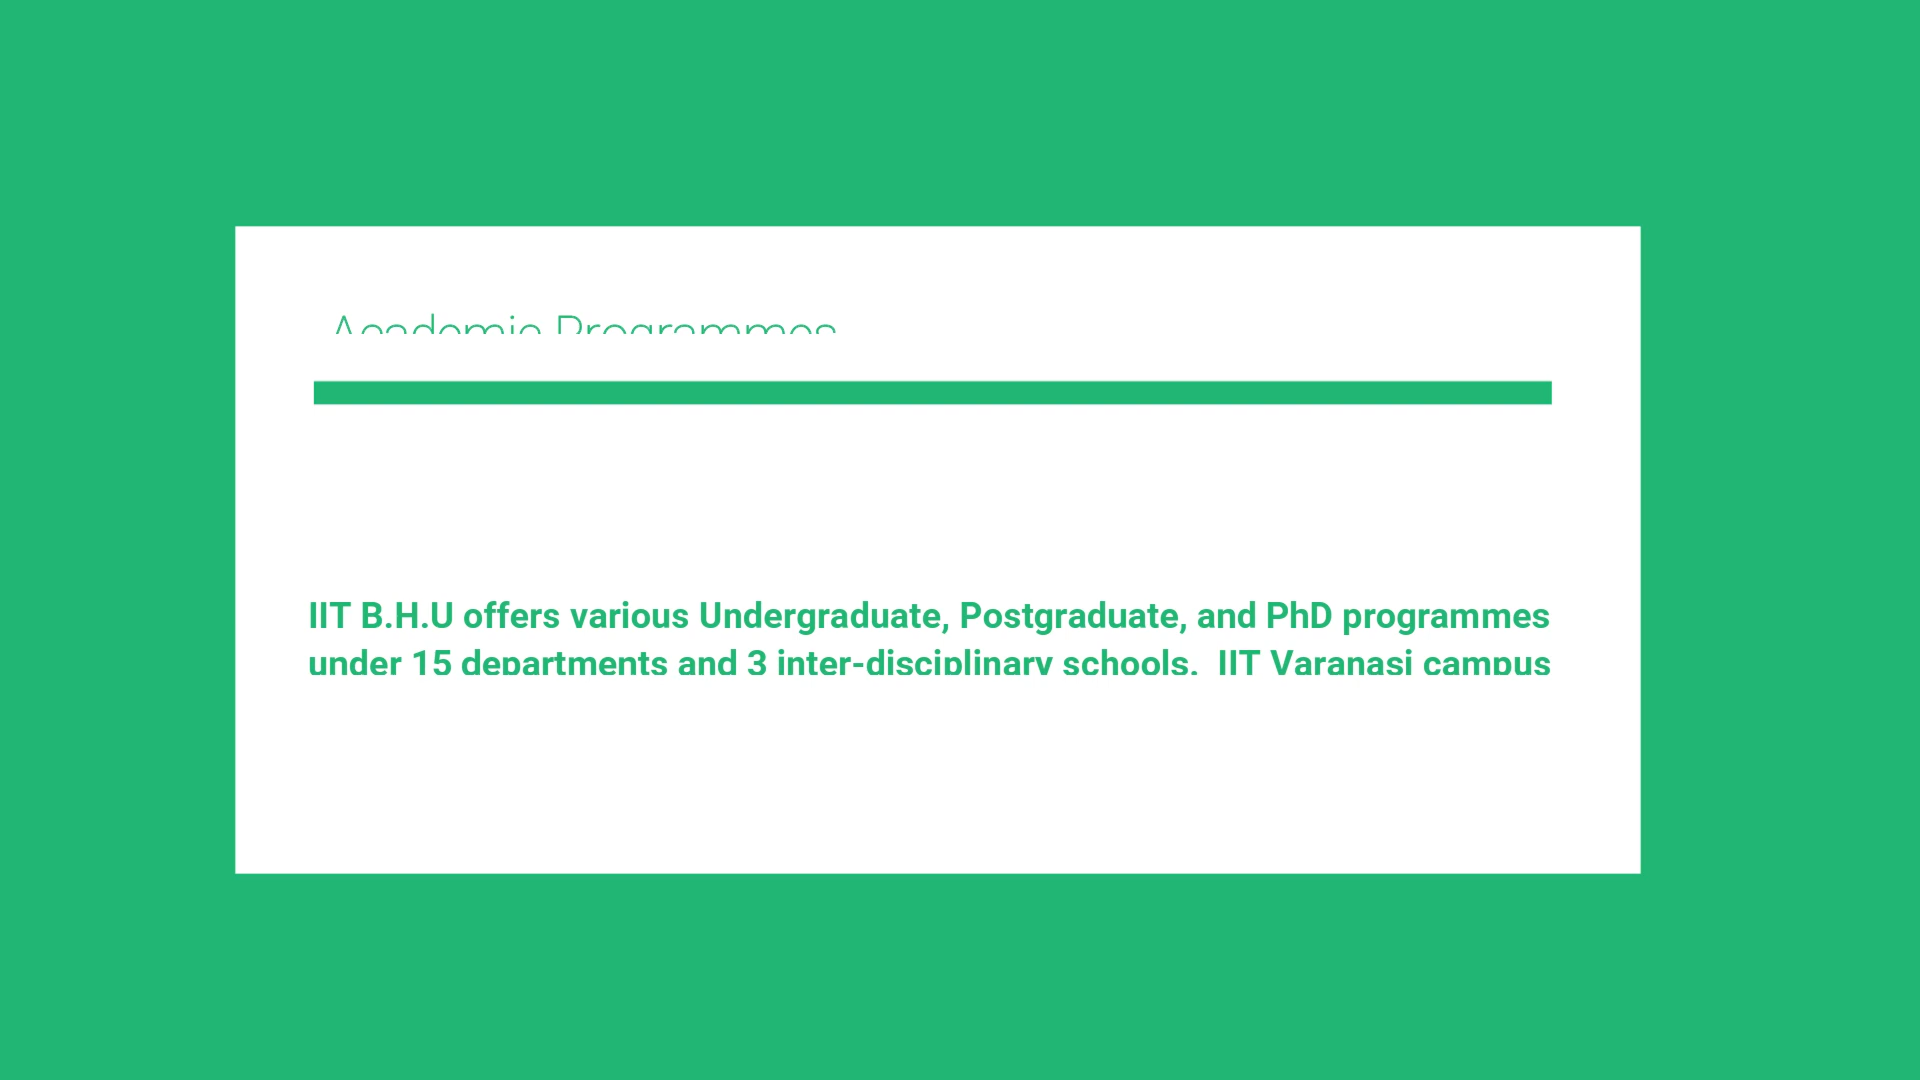 Academic Programmes
IIT B.H.U offers various Undergraduate, Postgraduate, and PhD programmes
under 15 departments and 3 inter-disciplinary schools. IIT Varanasi campus